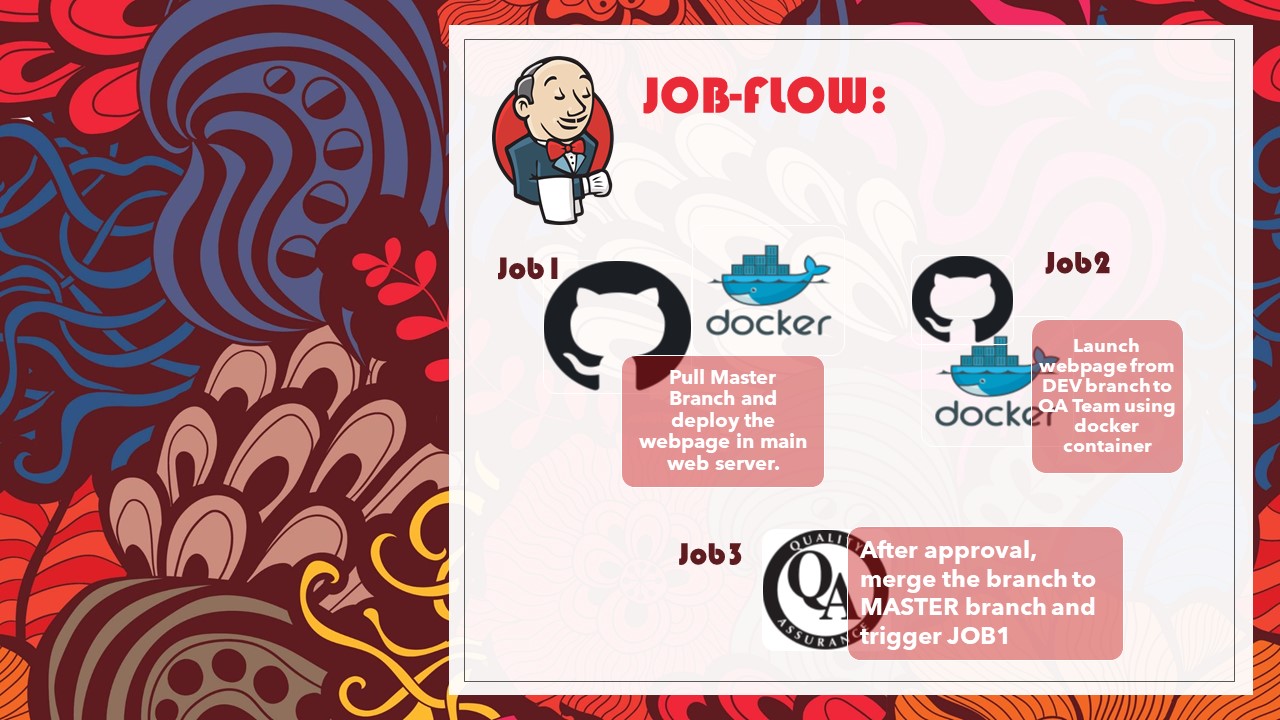 JOB-FLOW:
Job1
docker
Pull Master
Branch and
deploy the
webpage in main
web server.
Job2
docker
Launch
webpage from
DEV branch to
QA Team using
docker
container
Job3
QUALITY
QA
ASSURANC
After approval,
merge the branch to
MASTER branch and
trigger JOB1